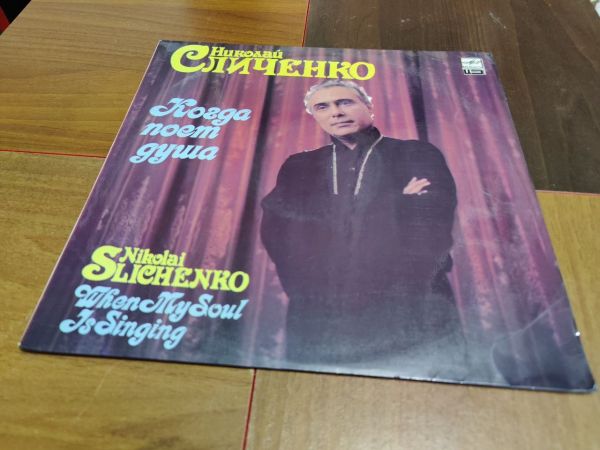 Николай
Сличенко
Когда
поет
душа
Nikolai
SLICHENKO
When My Soul
Is Singing